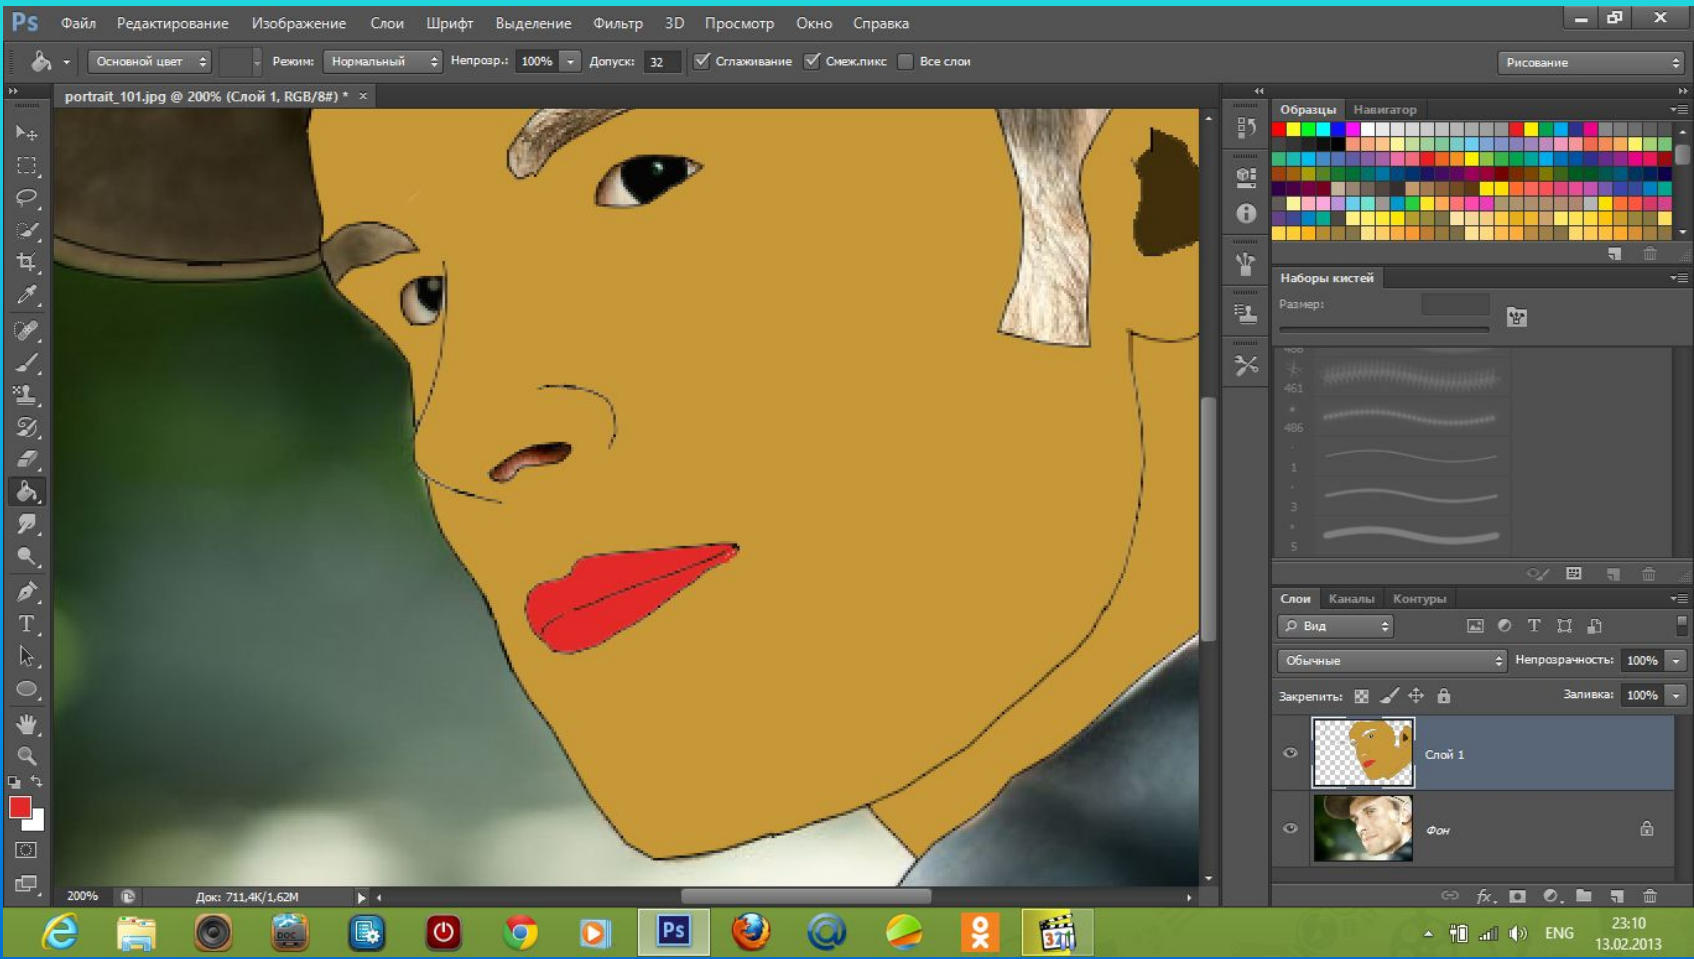 Ps Файл Редактирование Изображение Слои Шрифт Выделение Фильтр 3D Просмотр Окно Справка
Основной цвет Режим: Нормальный Непрозр.: 100% Допуск: 32 Сглаживание Смеж.пикс Все слои Рисование
portrait_101.jpg @ 200% (Слой 1, RGB/8#) * ×
Образцы Навигатор
Наборы кистей
Размер:
461
486
1
3
5
Слои Каналы Контуры
Вид
Обычные Непрозрачность: 100%
Закрепить: Заливка: 100%
Слой 1
Фон
200% Док: 711,4K/1,62M
DOC Ps 321 ENG 23:10
13.02.2013